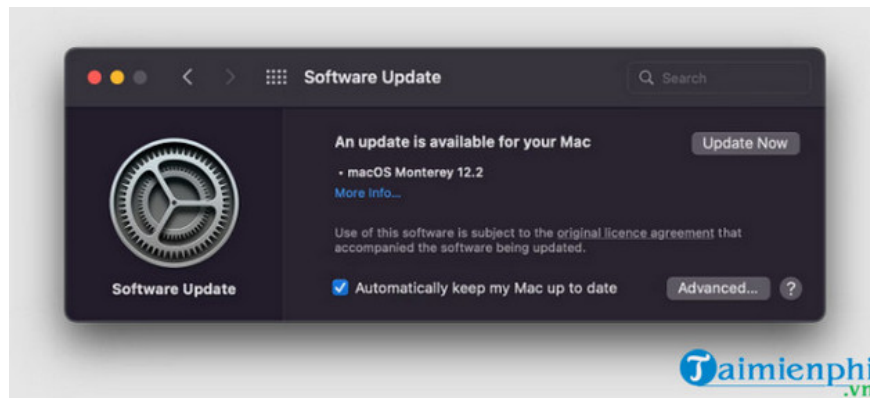 Software Update
Search
An update is available for your Mac
Update Now
• macOS Monterey 12.2
More Info...
Use of this software is subject to the original licence agreement that
accompanied the software being updated.
Software Update
Automatically keep my Mac up to date
Advanced...
?
Taimienphi
.vn